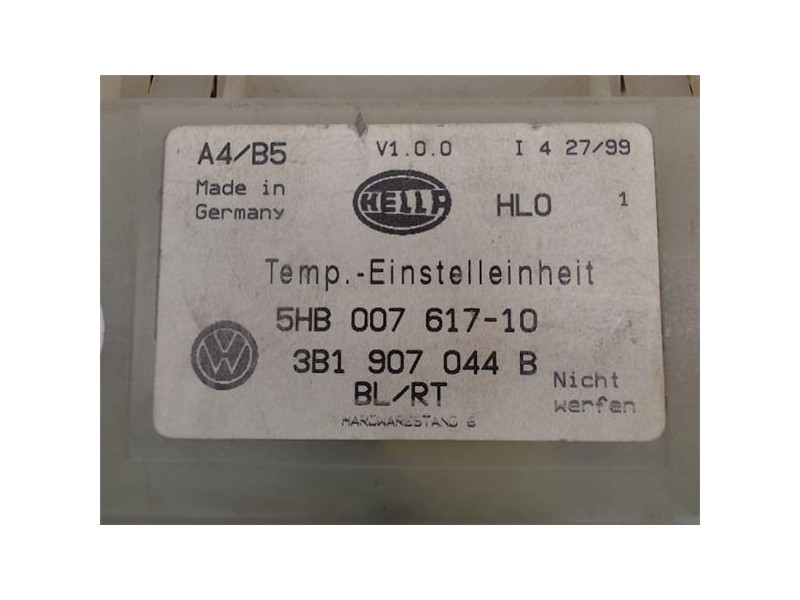 A4/B5 V1.0.0 I 4 27/99
Made in
Germany
HELLA HLO 1
Temp.-Einstelleinheit
5HB 007 617-10
VW 3B1 907 044 B
BL/RT
Nicht
werfen
HARDWARESTAND 6